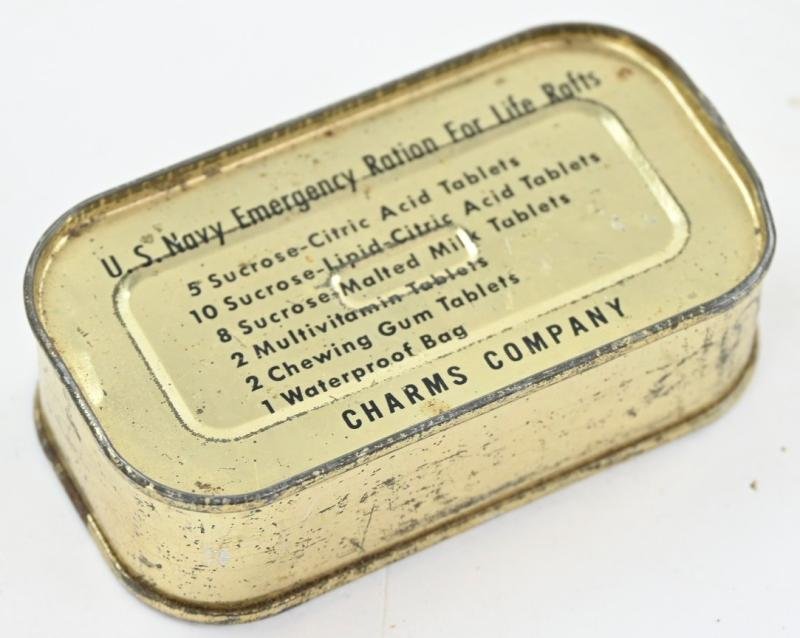 U.S. Navy Emergency Ration For Life Rafts
5 Sucrose-Citric Acid Tablets
10 Sucrose-Lipid-Citric Acid Tablets
8 Sucrose-Malted Milk Tablets
2 Multivitamin Tablets
2 Chewing Gum Tablets
1 Waterproof Bag
CHARMS COMPANY